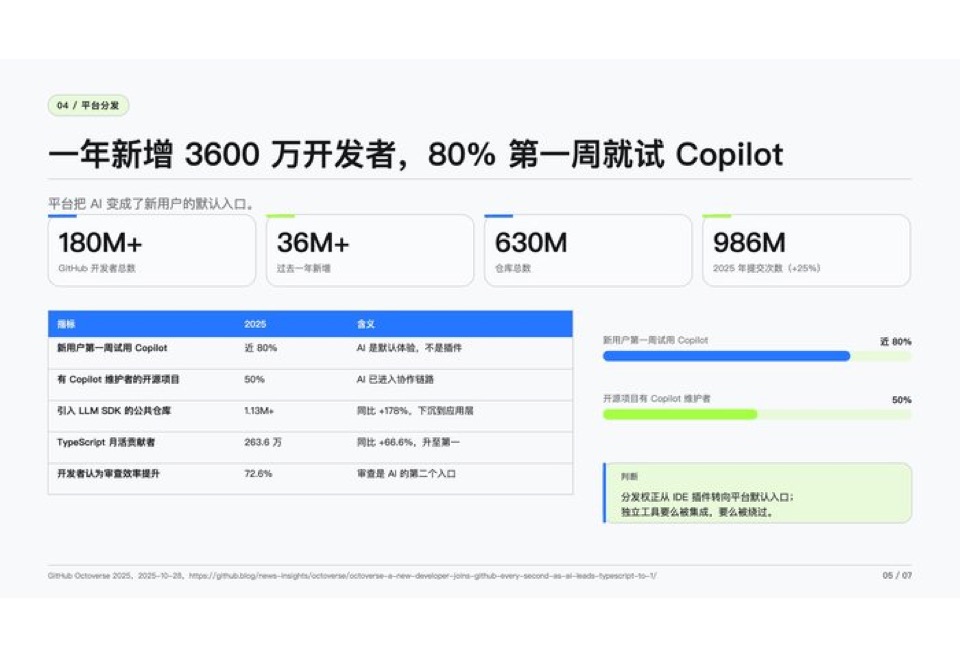 04 / 平台分发
一年新增 3600 万开发者，80% 第一周就试 Copilot
平台把 AI 变成了新用户的默认入口。
180M+
GitHub 开发者总数
36M+
过去一年新增
630M
仓库总数
986M
2025 年提交次数（+25%）
指标 2025 含义
新用户第一周试用 Copilot 近 80% AI 是默认体验，不是插件
有 Copilot 维护者的开源项目 50% AI 已进入协作链路
引入 LLM SDK 的公共仓库 1.13M+ 同比 +178%，下沉到应用层
TypeScript 月活贡献者 263.6 万 同比 +66.6%，升至第一
开发者认为审查效率提升 72.6% 审查是 AI 的第二个入口
新用户第一周试用 Copilot 近 80%
开源项目有 Copilot 维护者 50%
判断
分发权正从 IDE 插件转向平台默认入口；
独立工具要么被集成，要么被绕过。
GitHub Octoverse 2025，2025-10-28，https://github.blog/news-insights/octoverse/octoverse-a-new-developer-joins-github-every-second-as-ai-leads-typescript-to-1/
05 / 07